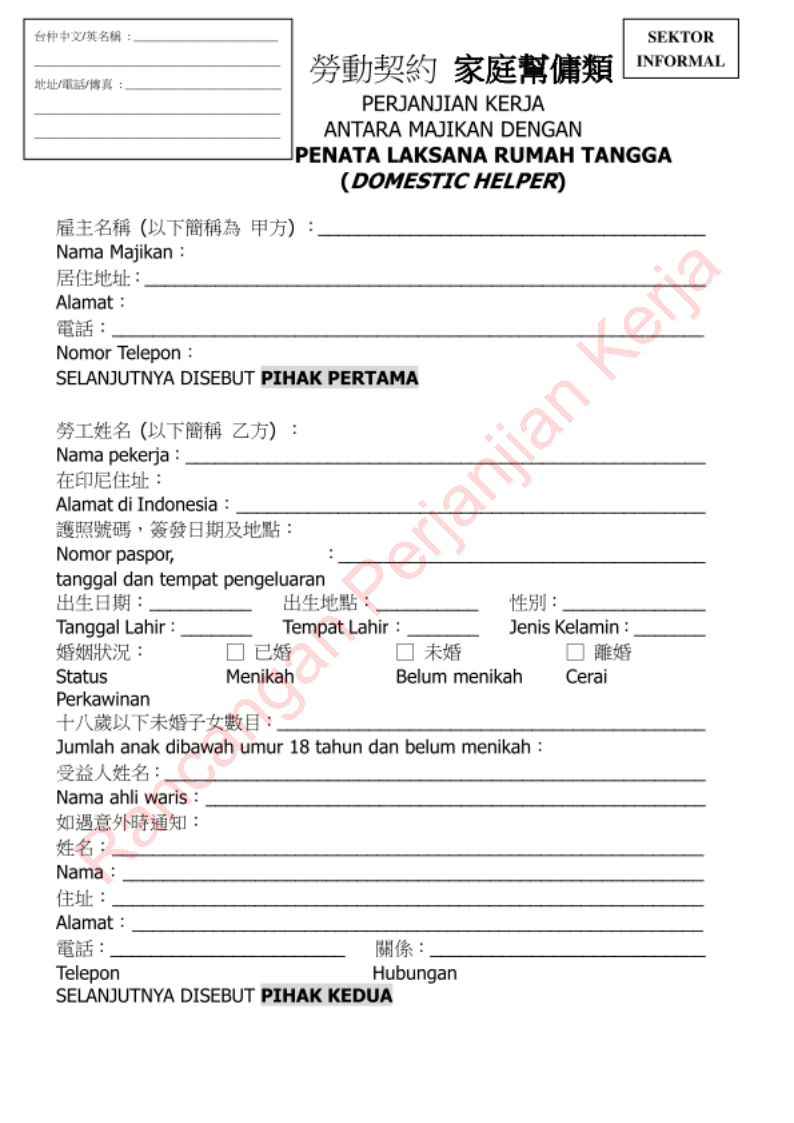 台仲中文/英名稱：
地址/電話/傳真：
SEKTOR
INFORMAL
勞動契約 家庭幫傭類
PERJANJIAN KERJA
ANTARA MAJIKAN DENGAN
PENATA LAKSANA RUMAH TANGGA
(DOMESTIC HELPER)
雇主名稱 (以下簡稱為 甲方) ：
Nama Majikan：
居住地址：
Alamat：
電話：
Nomor Telepon：
SELANJUTNYA DISEBUT PIHAK PERTAMA
勞工姓名 (以下簡稱 乙方) ：
Nama pekerja：
在印尼住址：
Alamat di Indonesia：
護照號碼，簽發日期及地點：
Nomor paspor, ：
tanggal dan tempat pengeluaran
出生日期： 出生地點： 性別：
Tanggal Lahir： Tempat Lahir： Jenis Kelamin：
婚姻狀況： □ 已婚 □ 未婚 □ 離婚
Status Menikah Belum menikah Cerai
Perkawinan
十八歲以下未婚子女數目：
Jumlah anak dibawah umur 18 tahun dan belum menikah：
受益人姓名：
Nama ahli waris：
如遇意外時通知：
姓名：
Nama：
住址：
Alamat：
電話： 關係：
Telepon Hubungan
SELANJUTNYA DISEBUT PIHAK KEDUA
Rancangan Perjanjian Kerja